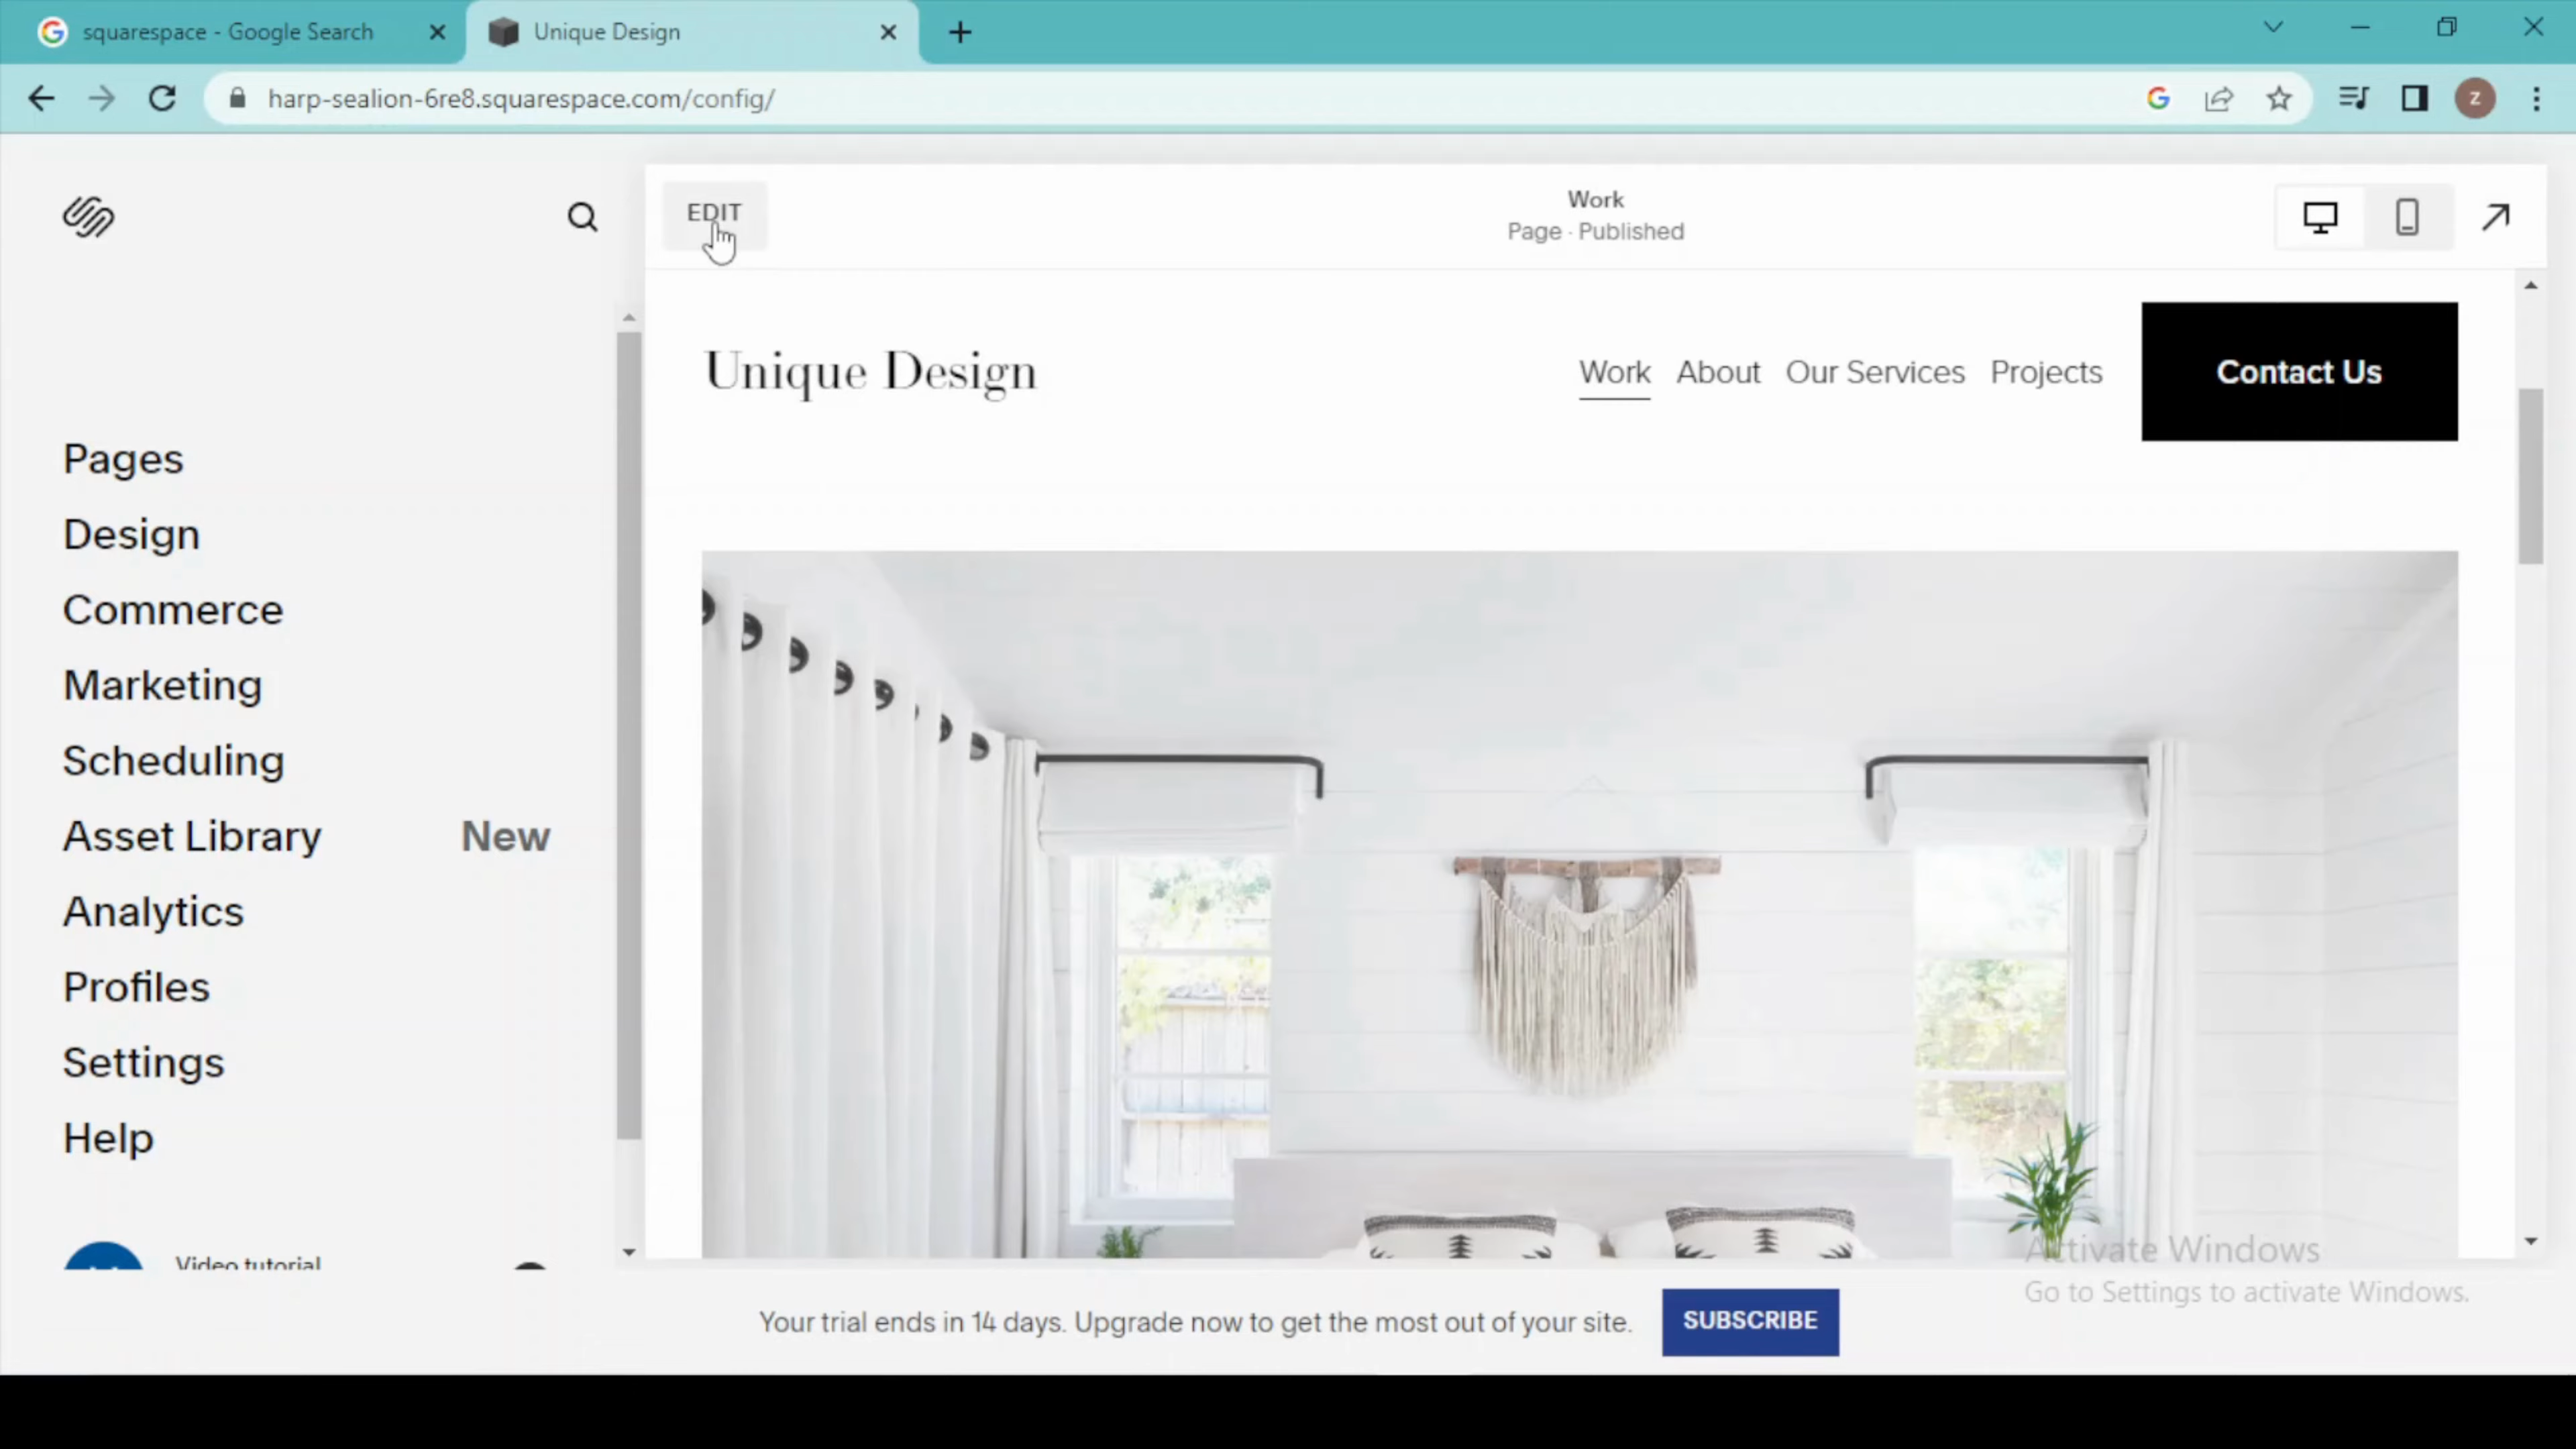 squarespace - Google Search
Unique Design
harp-sealion-6re8.squarespace.com/config/
z
EDIT
Work
Page · Published
Unique Design
Work About Our Services Projects
Contact Us
Pages
Design
Commerce
Marketing
Scheduling
Asset Library New
Analytics
Profiles
Settings
Help
Video tutorial
Activate Windows
Go to Settings to activate Windows.
Your trial ends in 14 days. Upgrade now to get the most out of your site.
SUBSCRIBE